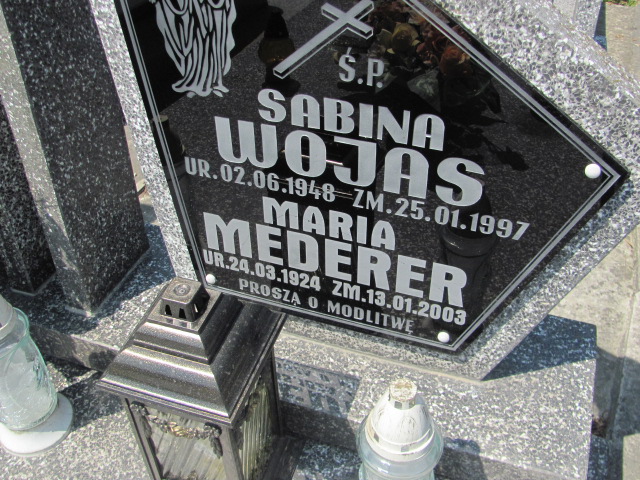 Ś.P.
SABINA
WOJAS
UR.02.06.1948 ZM.25.01.1997
MARIA
MEDERER
UR.24.03.1924 ZM.13.01.2003
PROSZĄ O MODLITWĘ